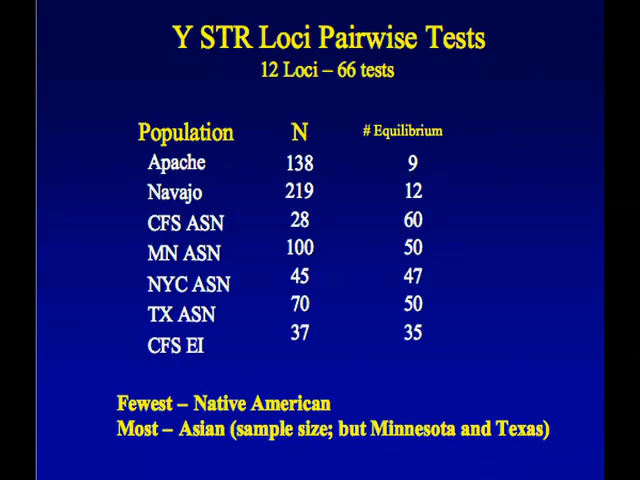 Y STR Loci Pairwise Tests
12 Loci – 66 tests
Population N # Equilibrium
Apache 138 9
Navajo 219 12
CFS ASN 28 60
MN ASN 100 50
NYC ASN 45 47
TX ASN 70 50
CFS EI 37 35
Fewest – Native American
Most – Asian (sample size; but Minnesota and Texas)